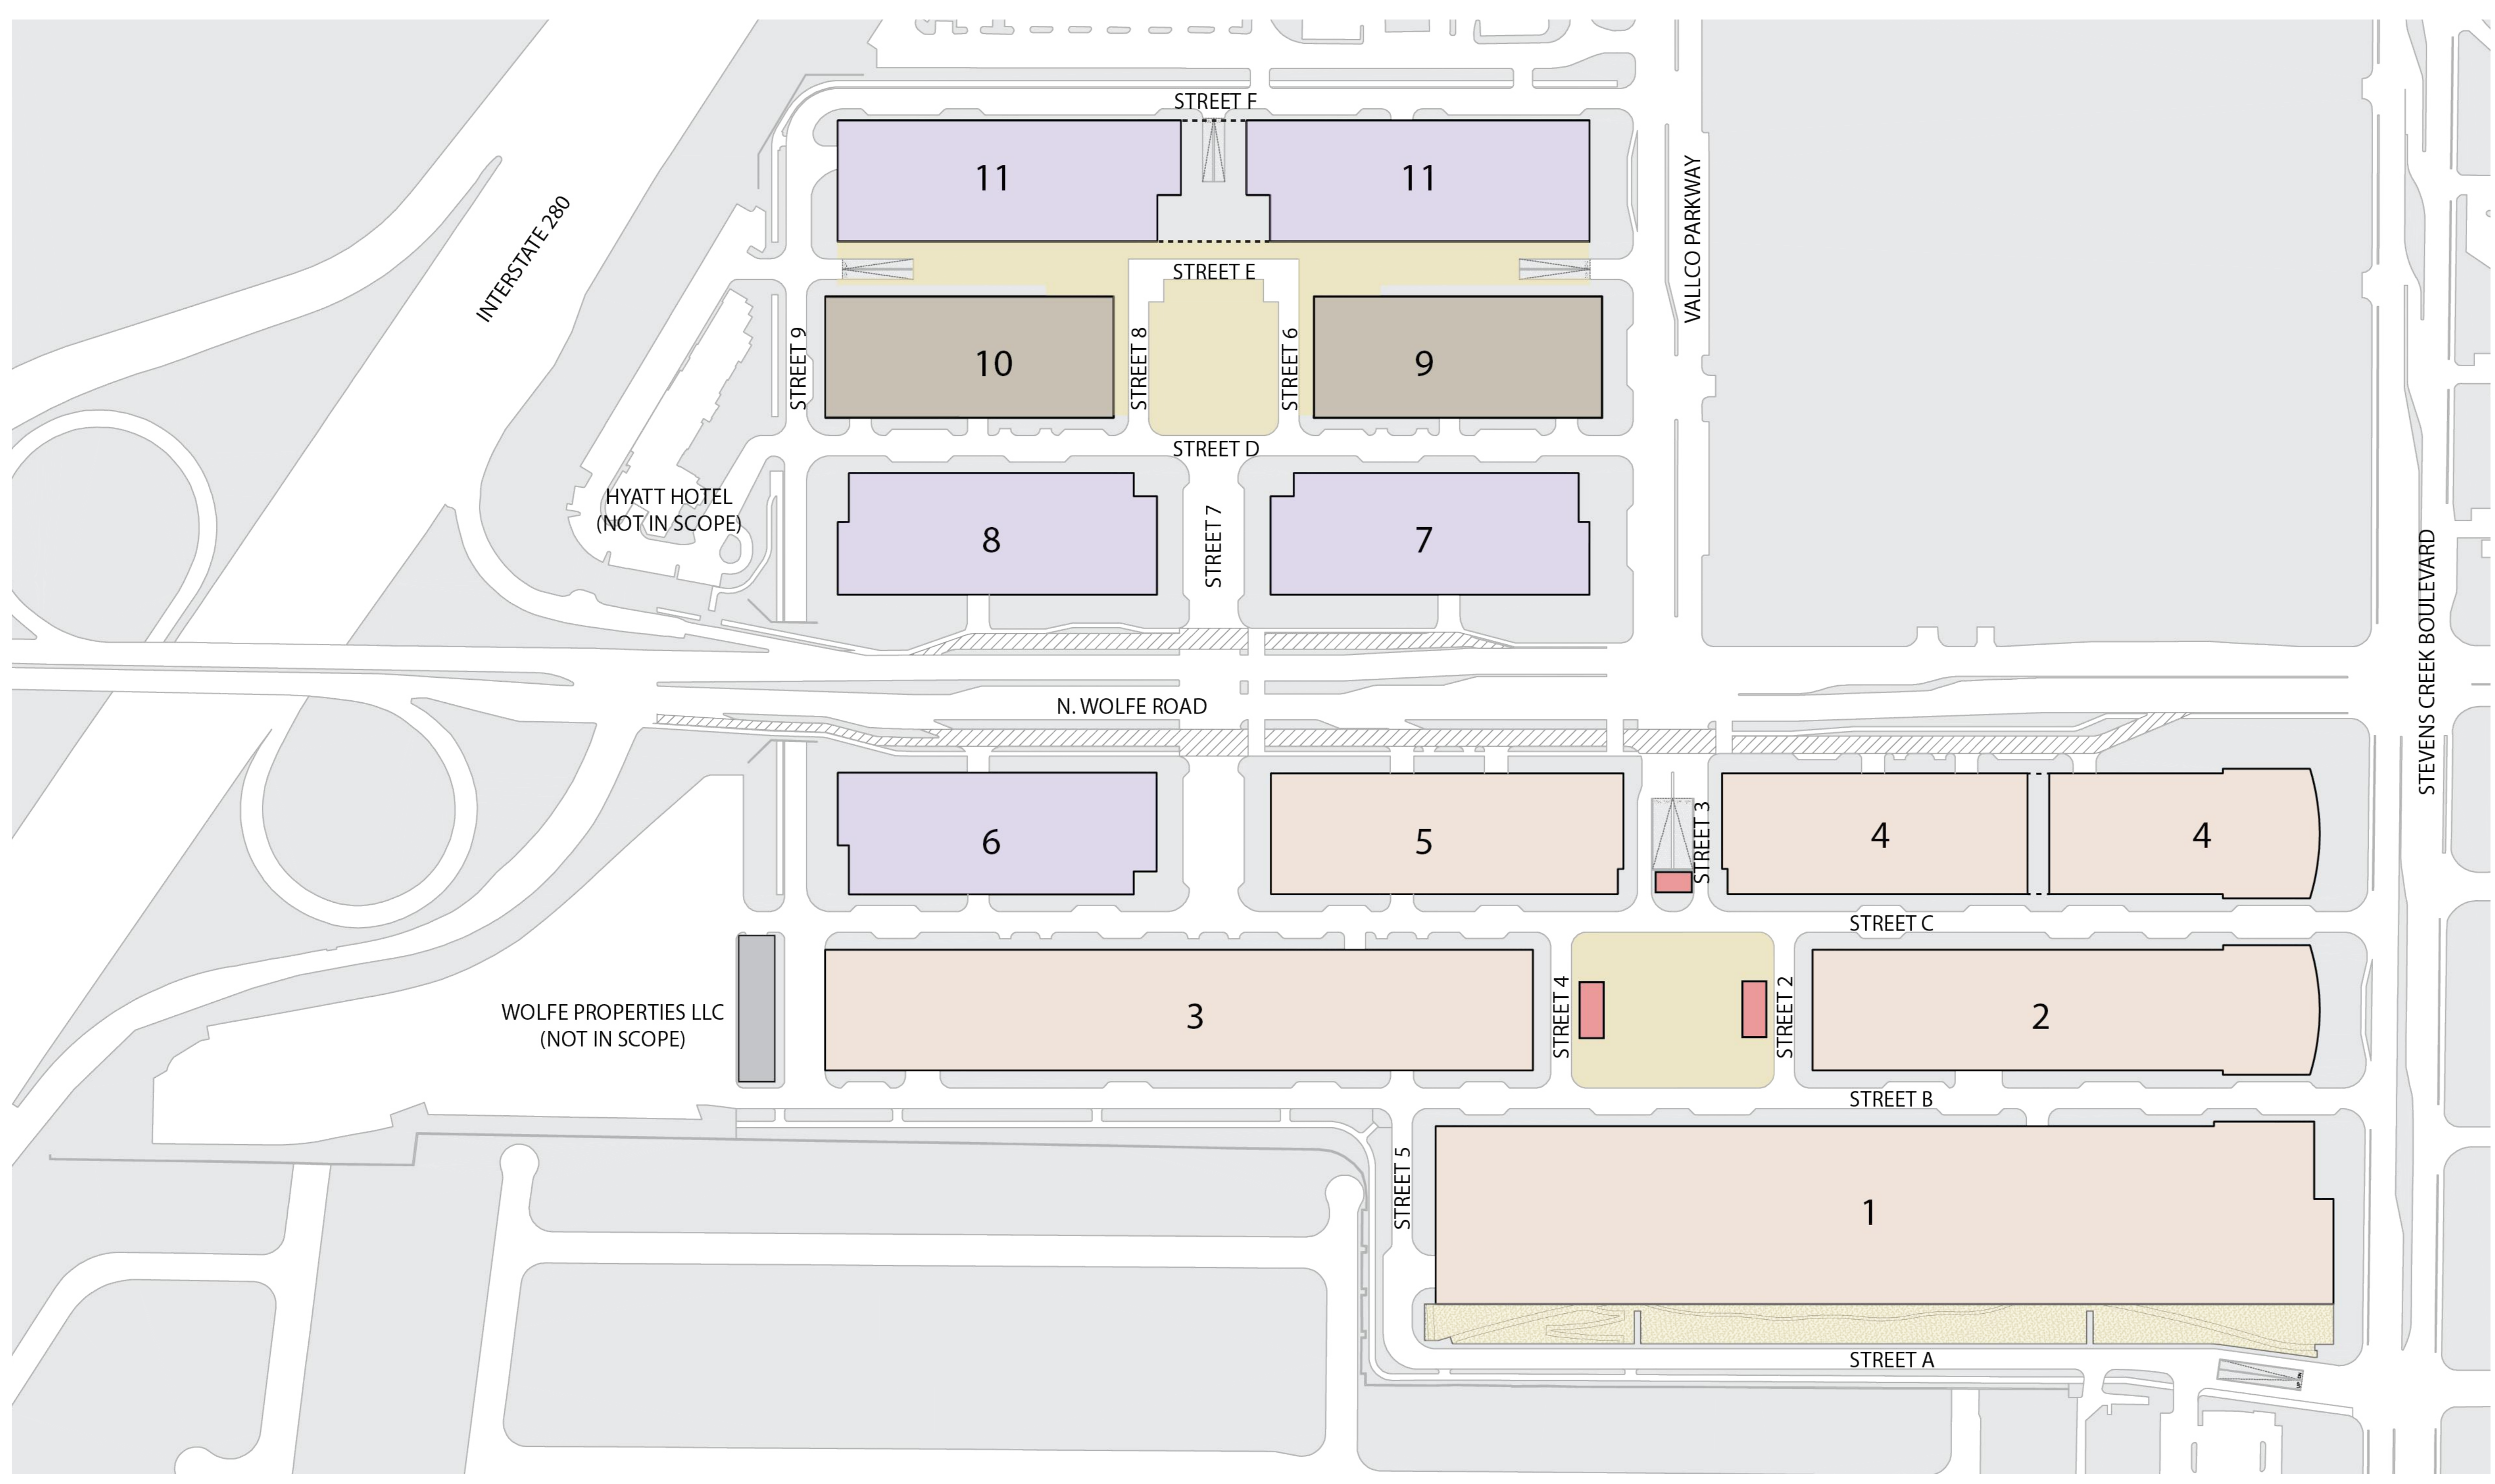 STREET F
11
11
INTERSTATE 280
VALLCO PARKWAY
STREET E
STREET 9
10
STREET 8
STREET 6
9
STREET D
HYATT HOTEL
(NOT IN SCOPE)
8
STREET 7
7
STEVENS CREEK BOULEVARD
N. WOLFE ROAD
6
5
STREET 3
4
4
STREET C
WOLFE PROPERTIES LLC
(NOT IN SCOPE)
3
STREET 4
STREET 2
2
STREET B
STREET 5
1
STREET A